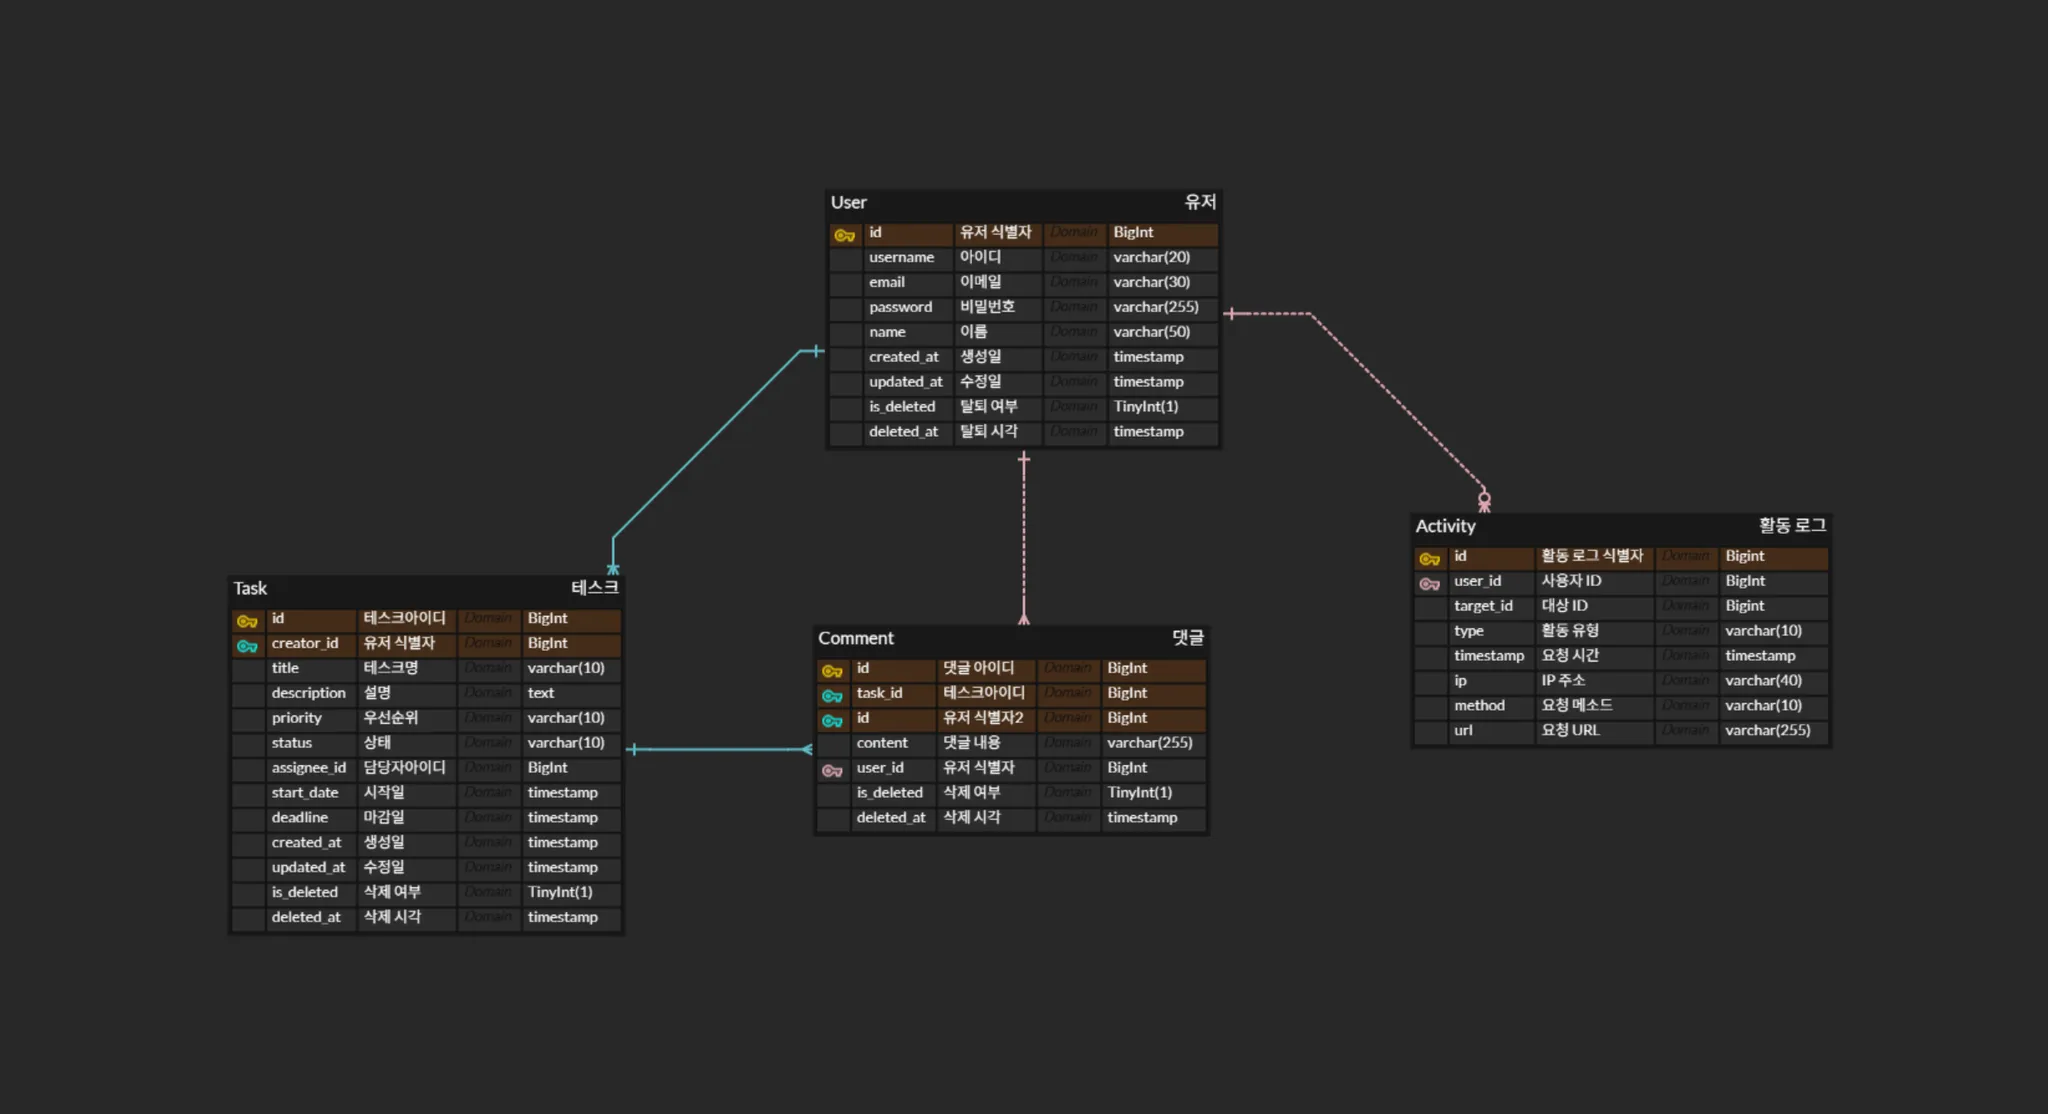 User 유저
id 유저 식별자 Domain BigInt
username 아이디 Domain varchar(20)
email 이메일 Domain varchar(30)
password 비밀번호 Domain varchar(255)
name 이름 Domain varchar(50)
created_at 생성일 Domain timestamp
updated_at 수정일 Domain timestamp
is_deleted 탈퇴 여부 Domain TinyInt(1)
deleted_at 탈퇴 시각 Domain timestamp
Task 테스크
id 테스크아이디 Domain BigInt
creator_id 유저 식별자 Domain BigInt
title 테스크명 Domain varchar(10)
description 설명 Domain text
priority 우선순위 Domain varchar(10)
status 상태 Domain varchar(10)
assignee_id 담당자아이디 Domain BigInt
start_date 시작일 Domain timestamp
deadline 마감일 Domain timestamp
created_at 생성일 Domain timestamp
updated_at 수정일 Domain timestamp
is_deleted 삭제 여부 Domain TinyInt(1)
deleted_at 삭제 시각 Domain timestamp
Comment 댓글
id 댓글 아이디 Domain BigInt
task_id 테스크아이디 Domain BigInt
id 유저 식별자2 Domain BigInt
content 댓글 내용 Domain varchar(255)
user_id 유저 식별자 Domain BigInt
is_deleted 삭제 여부 Domain TinyInt(1)
deleted_at 삭제 시각 Domain timestamp
Activity 활동 로그
id 활동 로그 식별자 Domain Bigint
user_id 사용자 ID Domain BigInt
target_id 대상 ID Domain Bigint
type 활동 유형 Domain varchar(10)
timestamp 요청 시간 Domain timestamp
ip IP 주소 Domain varchar(40)
method 요청 메소드 Domain varchar(10)
url 요청 URL Domain varchar(255)